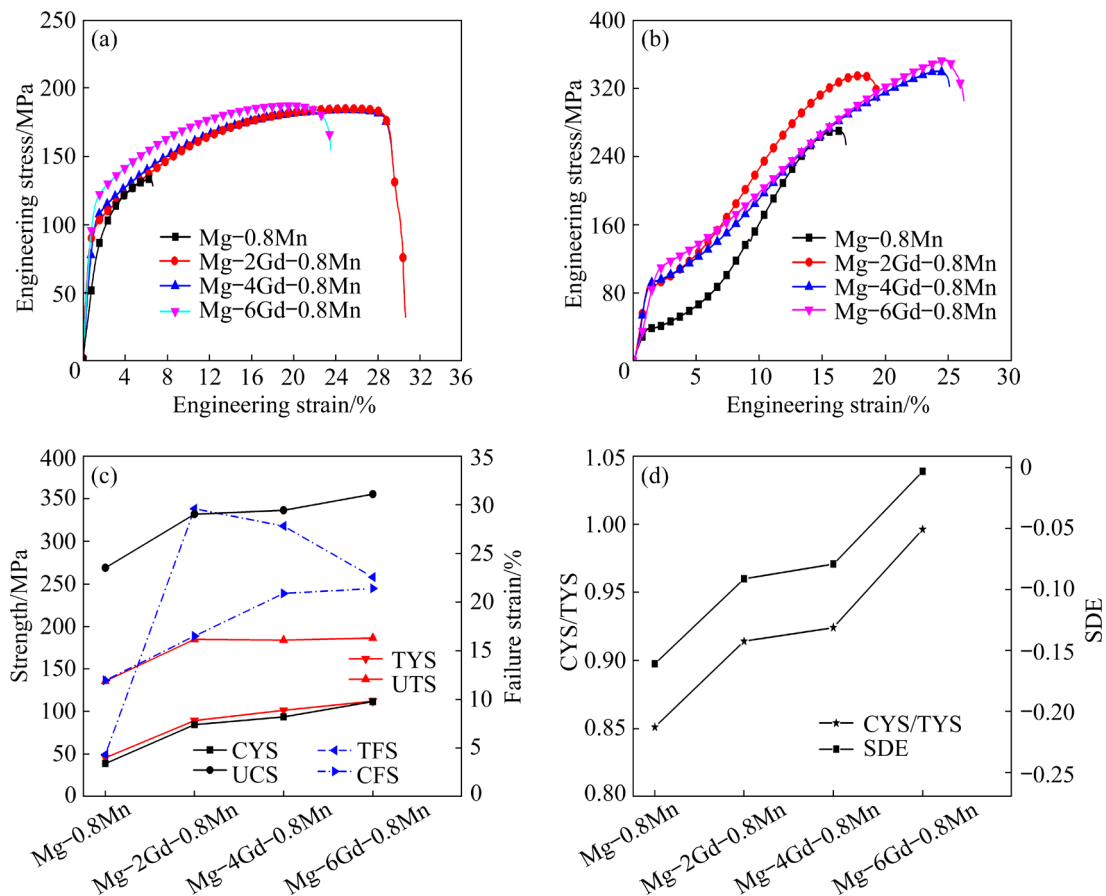 (a)
250
200
150
100
50
0
Engineering stress/MPa
Mg−0.8Mn
Mg−2Gd−0.8Mn
Mg−4Gd−0.8Mn
Mg−6Gd−0.8Mn
4 8 12 16 20 24 28 32 36
Engineering strain/%
(b)
400
320
240
160
80
0
Engineering stress/MPa
Mg−0.8Mn
Mg−2Gd−0.8Mn
Mg−4Gd−0.8Mn
Mg−6Gd−0.8Mn
5 10 15 20 25 30
Engineering strain/%
(c)
400
350
300
250
200
150
100
50
0
Strength/MPa
35
30
25
20
15
10
5
0
Failure strain/%
TYS
UTS
CYS TFS
UCS CFS
Mg−0.8Mn
Mg−2Gd−0.8Mn
Mg−4Gd−0.8Mn
Mg−6Gd−0.8Mn
(d)
1.05
1.00
0.95
0.90
0.85
0.80
CYS/TYS
0
−0.05
−0.10
−0.15
−0.20
−0.25
SDE
CYS/TYS
SDE
Mg−0.8Mn
Mg−2Gd−0.8Mn
Mg−4Gd−0.8Mn
Mg−6Gd−0.8Mn